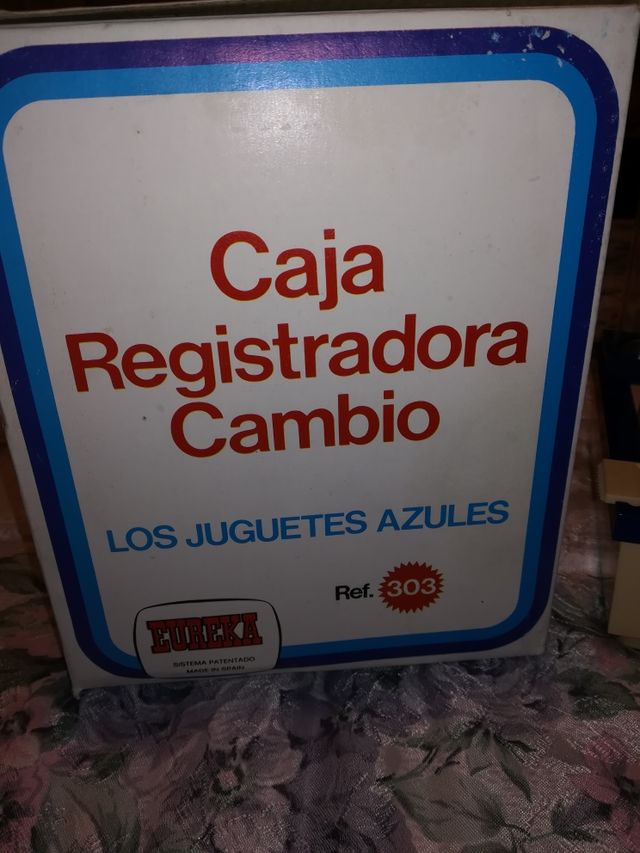 Caja
Registradora
Cambio
LOS JUGUETES AZULES
Ref. 303
EUREKA
SISTEMA PATENTADO
MADE IN SPAIN